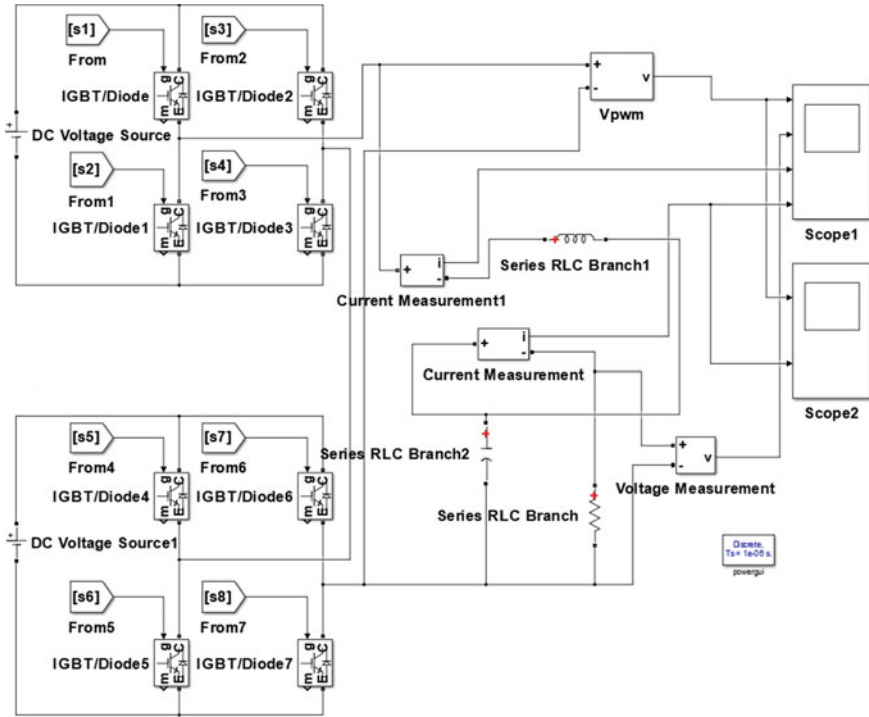 [s1]
From
IGBT/Diode
[s3]
From2
IGBT/Diode2
g
C
m
E
g
C
m
E
DC Voltage Source
[s2]
From1
IGBT/Diode1
[s4]
From3
IGBT/Diode3
g
C
m
E
g
C
m
E
+
-
v
Vpwm
Scope1
+
i
-
Current Measurement1
Series RLC Branch1
+
i
-
Current Measurement
Scope2
[s5]
From4
IGBT/Diode4
[s7]
From6
IGBT/Diode6
g
C
m
E
g
C
m
E
DC Voltage Source1
Series RLC Branch2
Series RLC Branch
+
-
v
Voltage Measurement
[s6]
From5
IGBT/Diode5
[s8]
From7
IGBT/Diode7
g
C
m
E
g
C
m
E
Discrete,
Ts = 1e-06 s.
powergui